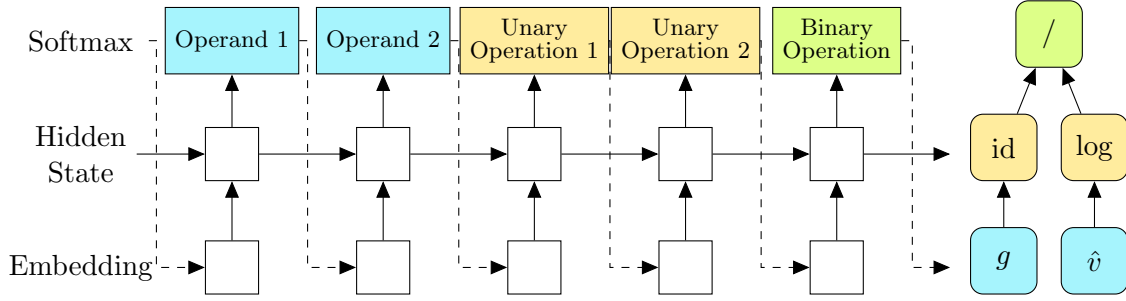 Softmax
Operand 1
Operand 2
Unary
Operation 1
Unary
Operation 2
Binary
Operation
/
Hidden
State
id
log
Embedding
g
v̂